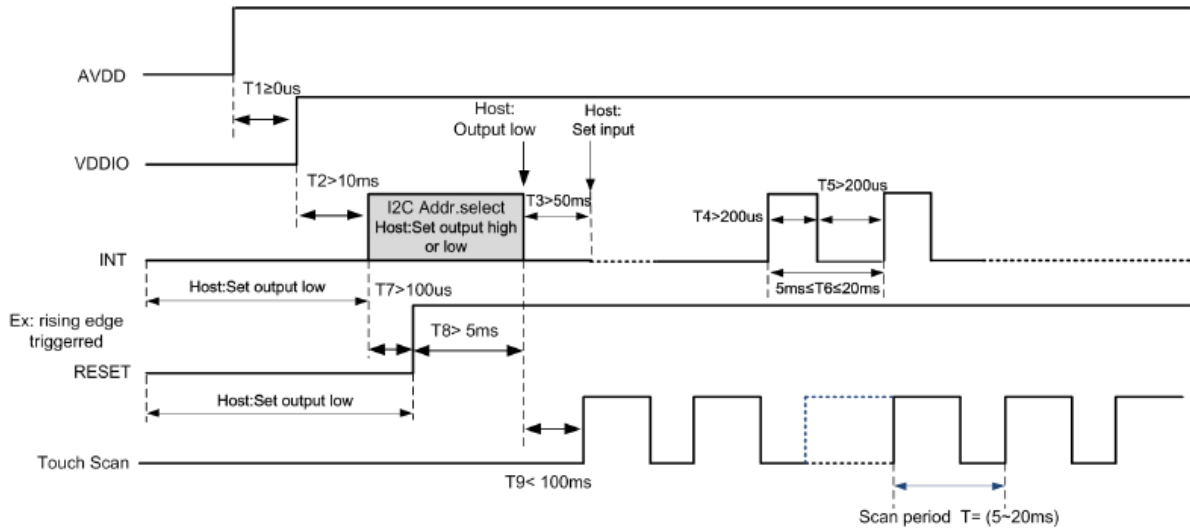 AVDD
T1≥0us
Host:
Output low
Host:
Set input
VDDIO
T2>10ms
I2C Addr.select
Host:Set output high
or low
T3>50ms
T5>200us
T4>200us
INT
5ms≤T6≤20ms
Host:Set output low
T7>100us
Ex: rising edge
triggerred
T8> 5ms
RESET
Host:Set output low
Touch Scan
T9< 100ms
Scan period T= (5~20ms)